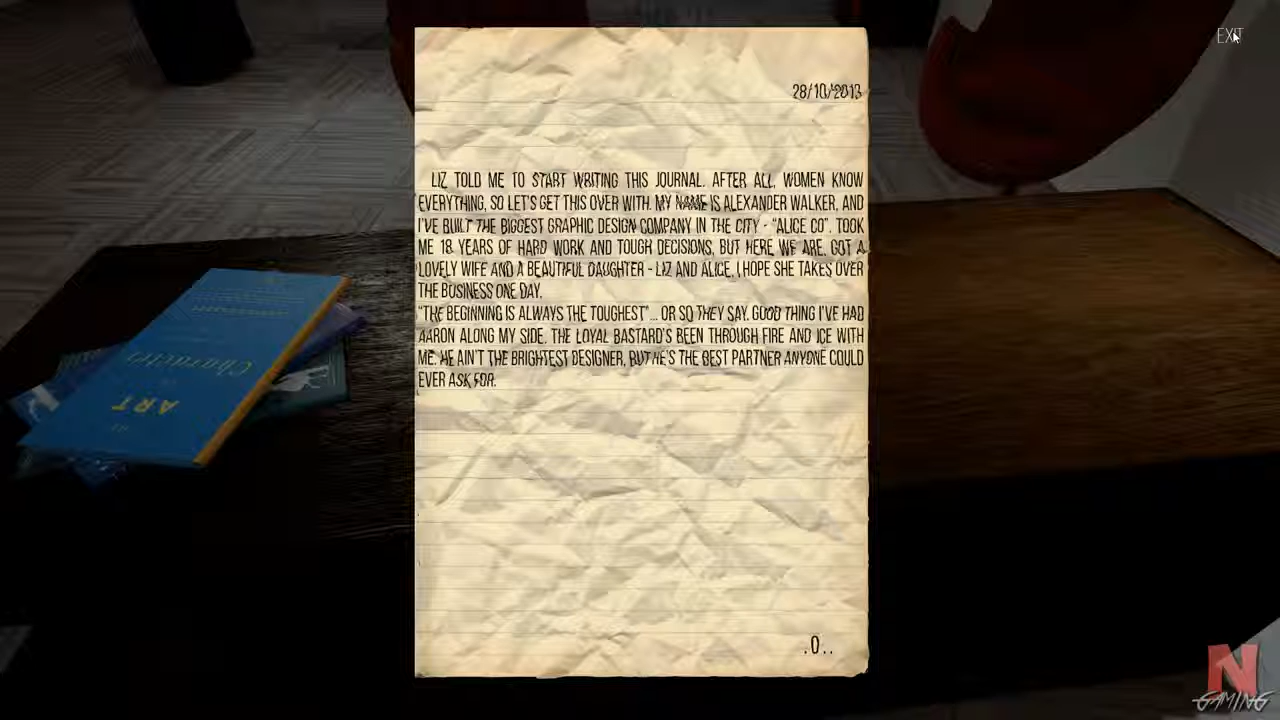 EXIT
28/10/2013
LIZ TOLD ME TO START WRITING THIS JOURNAL. AFTER ALL, WOMEN KNOW
EVERYTHING, SO LET'S GET THIS OVER WITH. MY NAME IS ALEXANDER WALKER, AND
I'VE BUILT THE BIGGEST GRAPHIC DESIGN COMPANY IN THE CITY - "ALICE CO". TOOK
ME 18 YEARS OF HARD WORK AND TOUGH DECISIONS, BUT HERE WE ARE. GOT A
LOVELY WIFE AND A BEAUTIFUL DAUGHTER - LIZ AND ALICE. I HOPE SHE TAKES OVER
THE BUSINESS ONE DAY.
"THE BEGINNING IS ALWAYS THE TOUGHEST"... OR SO THEY SAY. GOOD THING I'VE HAD
AARON ALONG MY SIDE. THE LOYAL BASTARD'S BEEN THROUGH FIRE AND ICE WITH
ME. HE AIN'T THE BRIGHTEST DESIGNER, BUT HE'S THE BEST PARTNER ANYONE COULD
EVER ASK FOR.
.0..
Character
ART
N
GAMING